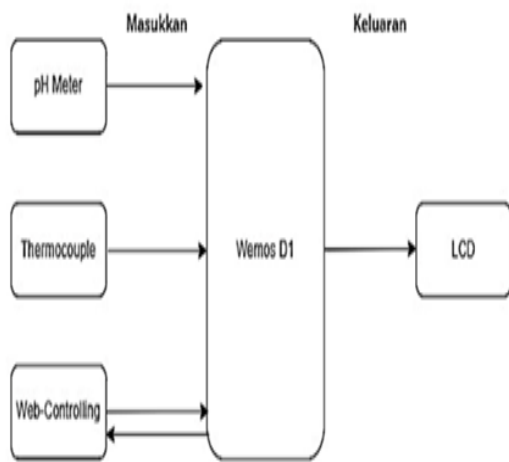 Masukkan
Keluaran
pH Meter
Thermocouple
Wemos D1
LCD
Web-Controlling